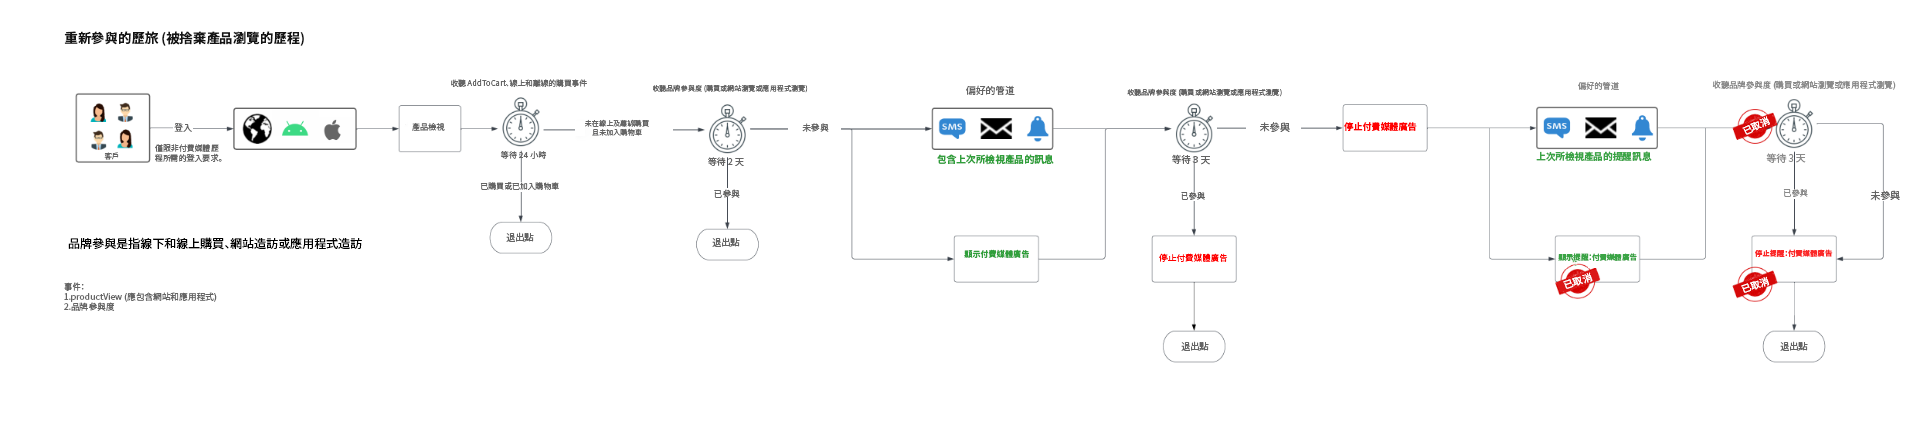 重新參與的歷旅 (被捨棄產品瀏覽的歷程)
客戶
登入
僅限非付費媒體歷
程所需的登入要求。
產品檢視
收聽 AddToCart、線上和離線的購買事件
等待 24 小時
已購買或已加入購物車
退出點
未在線上及離線購買
且未加入購物車
收聽品牌參與度 (購買或網站瀏覽或應用程式瀏覽)
等待 2 天
已參與
退出點
未參與
偏好的管道
SMS
包含上次所檢視產品的訊息
顯示付費媒體廣告
收聽品牌參與度 (購買或網站瀏覽或應用程式瀏覽)
等待 3 天
已參與
停止付費媒體廣告
退出點
未參與
停止付費媒體廣告
偏好的管道
SMS
上次所檢視產品的提醒訊息
顯示提醒:付費媒體廣告
已取消
收聽品牌參與度 (購買或網站瀏覽或應用程式瀏覽)
已取消
等待 3 天
已參與
未參與
停止提醒:付費媒體廣告
已取消
退出點
品牌參與是指線下和線上購買、網站造訪或應用程式造訪
事件:
1.productView (應包含網站和應用程式)
2.品牌參與度